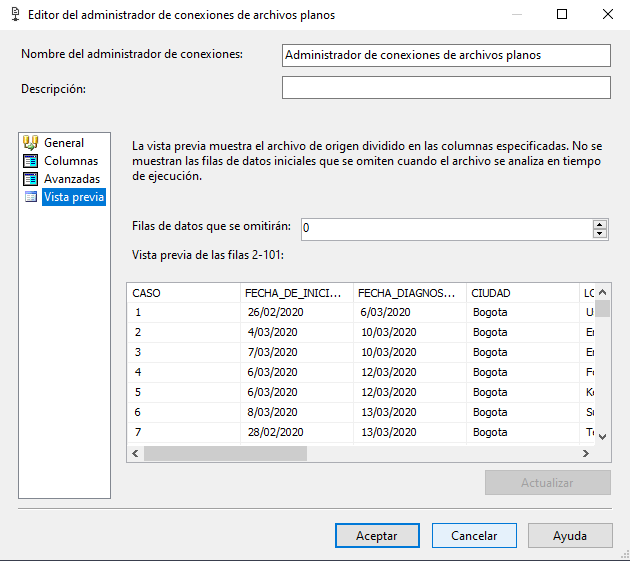 Editor del administrador de conexiones de archivos planos
Nombre del administrador de conexiones: Administrador de conexiones de archivos planos
Descripción:
General
Columnas
Avanzadas
Vista previa
La vista previa muestra el archivo de origen dividido en las columnas especificadas. No se
muestran las filas de datos iniciales que se omiten cuando el archivo se analiza en tiempo
de ejecución.
Filas de datos que se omitirán: 0
Vista previa de las filas 2-101:
CASO FECHA_DE_INICI... FECHA_DIAGNOS... CIUDAD
1 26/02/2020 6/03/2020 Bogota
2 4/03/2020 10/03/2020 Bogota
3 7/03/2020 10/03/2020 Bogota
4 6/03/2020 12/03/2020 Bogota
5 6/03/2020 12/03/2020 Bogota
6 8/03/2020 13/03/2020 Bogota
7 28/02/2020 13/03/2020 Bogota
Actualizar
Aceptar Cancelar Ayuda